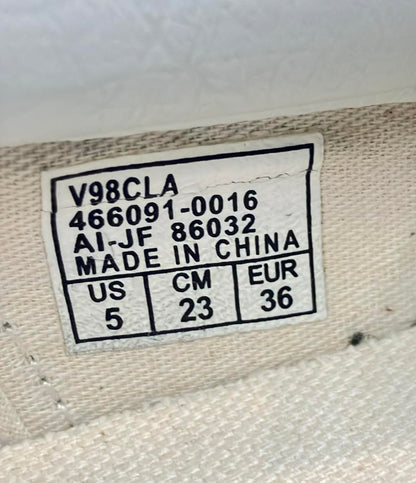 V98CLA
466091-0016
AI-JF 86032
MADE IN CHINA
US CM EUR
5 23 36